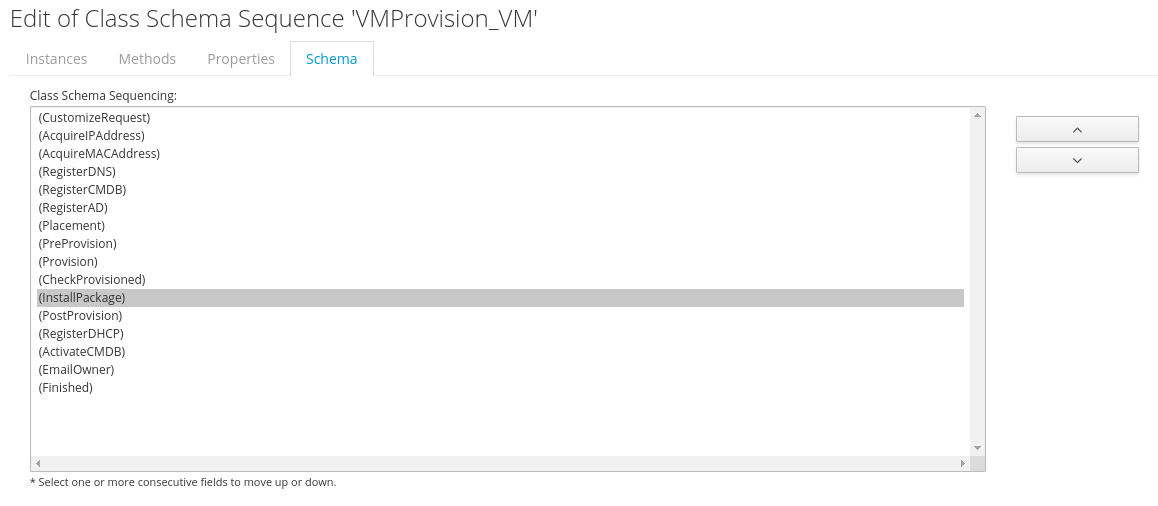 Edit of Class Schema Sequence 'VMProvision_VM'
Instances Methods Properties Schema
Class Schema Sequencing:
(CustomizeRequest)
(AcquireIPAddress)
(AcquireMACAddress)
(RegisterDNS)
(RegisterCMDB)
(RegisterAD)
(Placement)
(PreProvision)
(Provision)
(CheckProvisioned)
(InstallPackage)
(PostProvision)
(RegisterDHCP)
(ActivateCMDB)
(EmailOwner)
(Finished)
* Select one or more consecutive fields to move up or down.